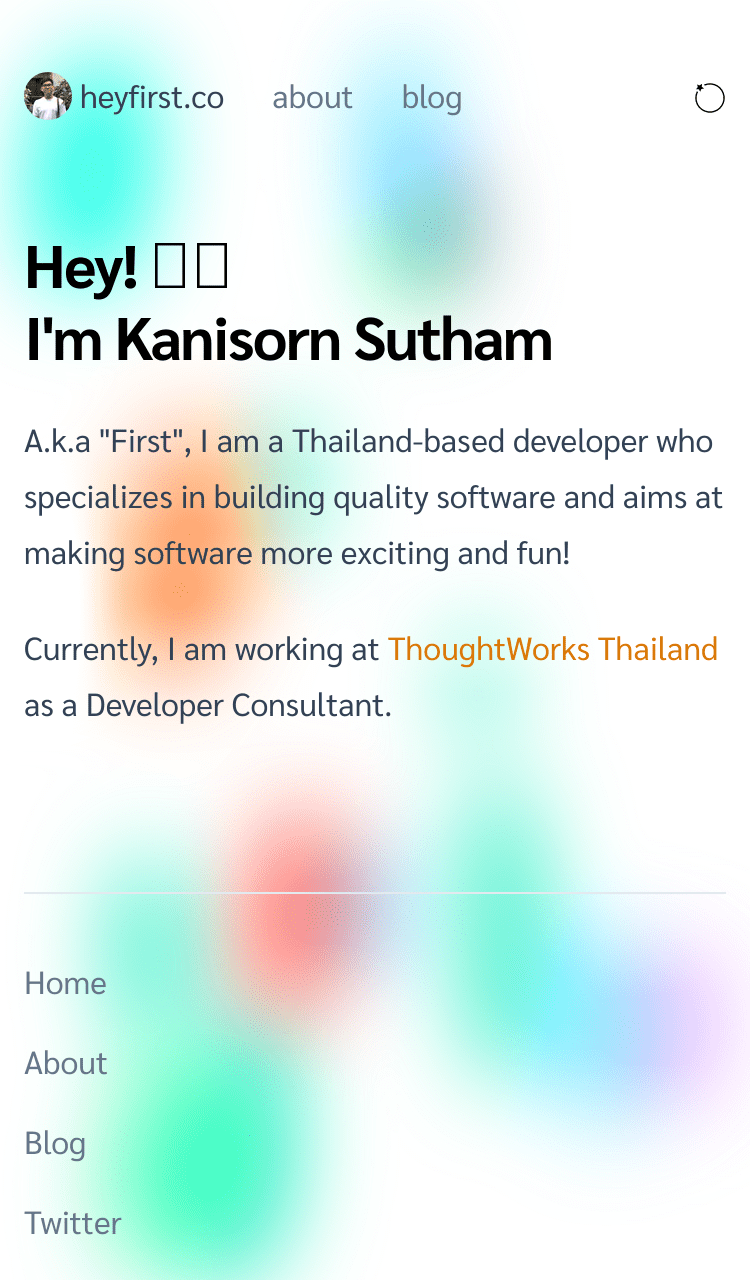 heyfirst.co about blog
Hey!
I'm Kanisorn Sutham
A.k.a "First", I am a Thailand-based developer who
specializes in building quality software and aims at
making software more exciting and fun!
Currently, I am working at ThoughtWorks Thailand
as a Developer Consultant.
Home
About
Blog
Twitter